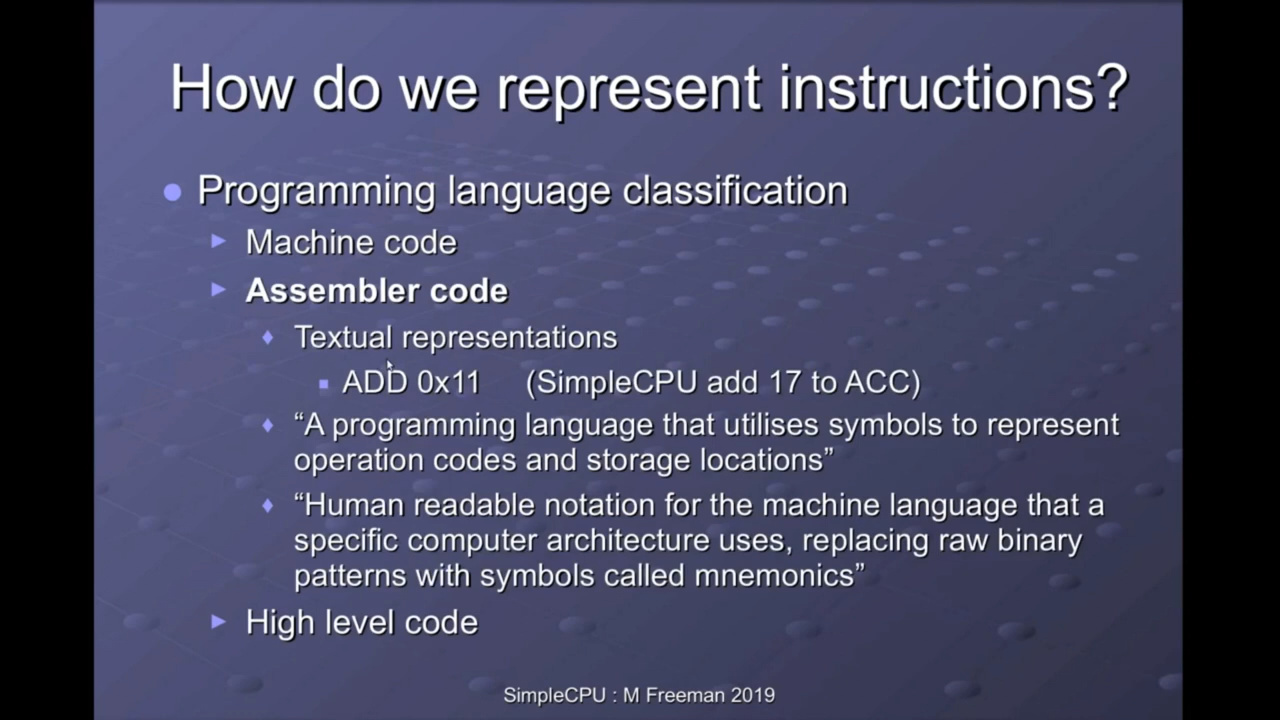 How do we represent instructions?
Programming language classification
Machine code
Assembler code
Textual representations
ADD 0x11 (SimpleCPU add 17 to ACC)
“A programming language that utilises symbols to represent
operation codes and storage locations”
“Human readable notation for the machine language that a
specific computer architecture uses, replacing raw binary
patterns with symbols called mnemonics”
High level code
SimpleCPU : M Freeman 2019